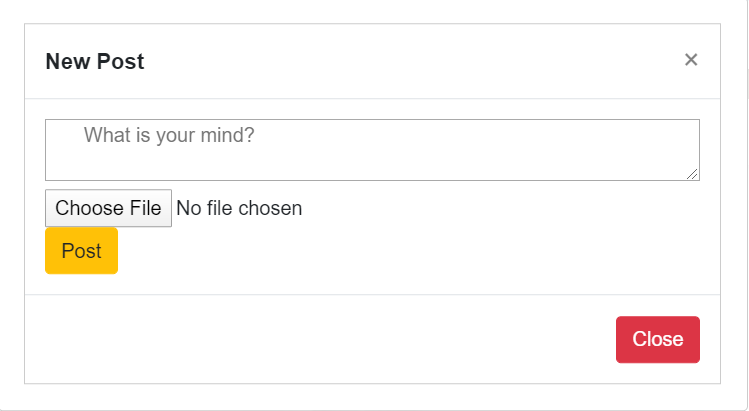 New Post ×
What is your mind?
Choose File No file chosen
Post
Close